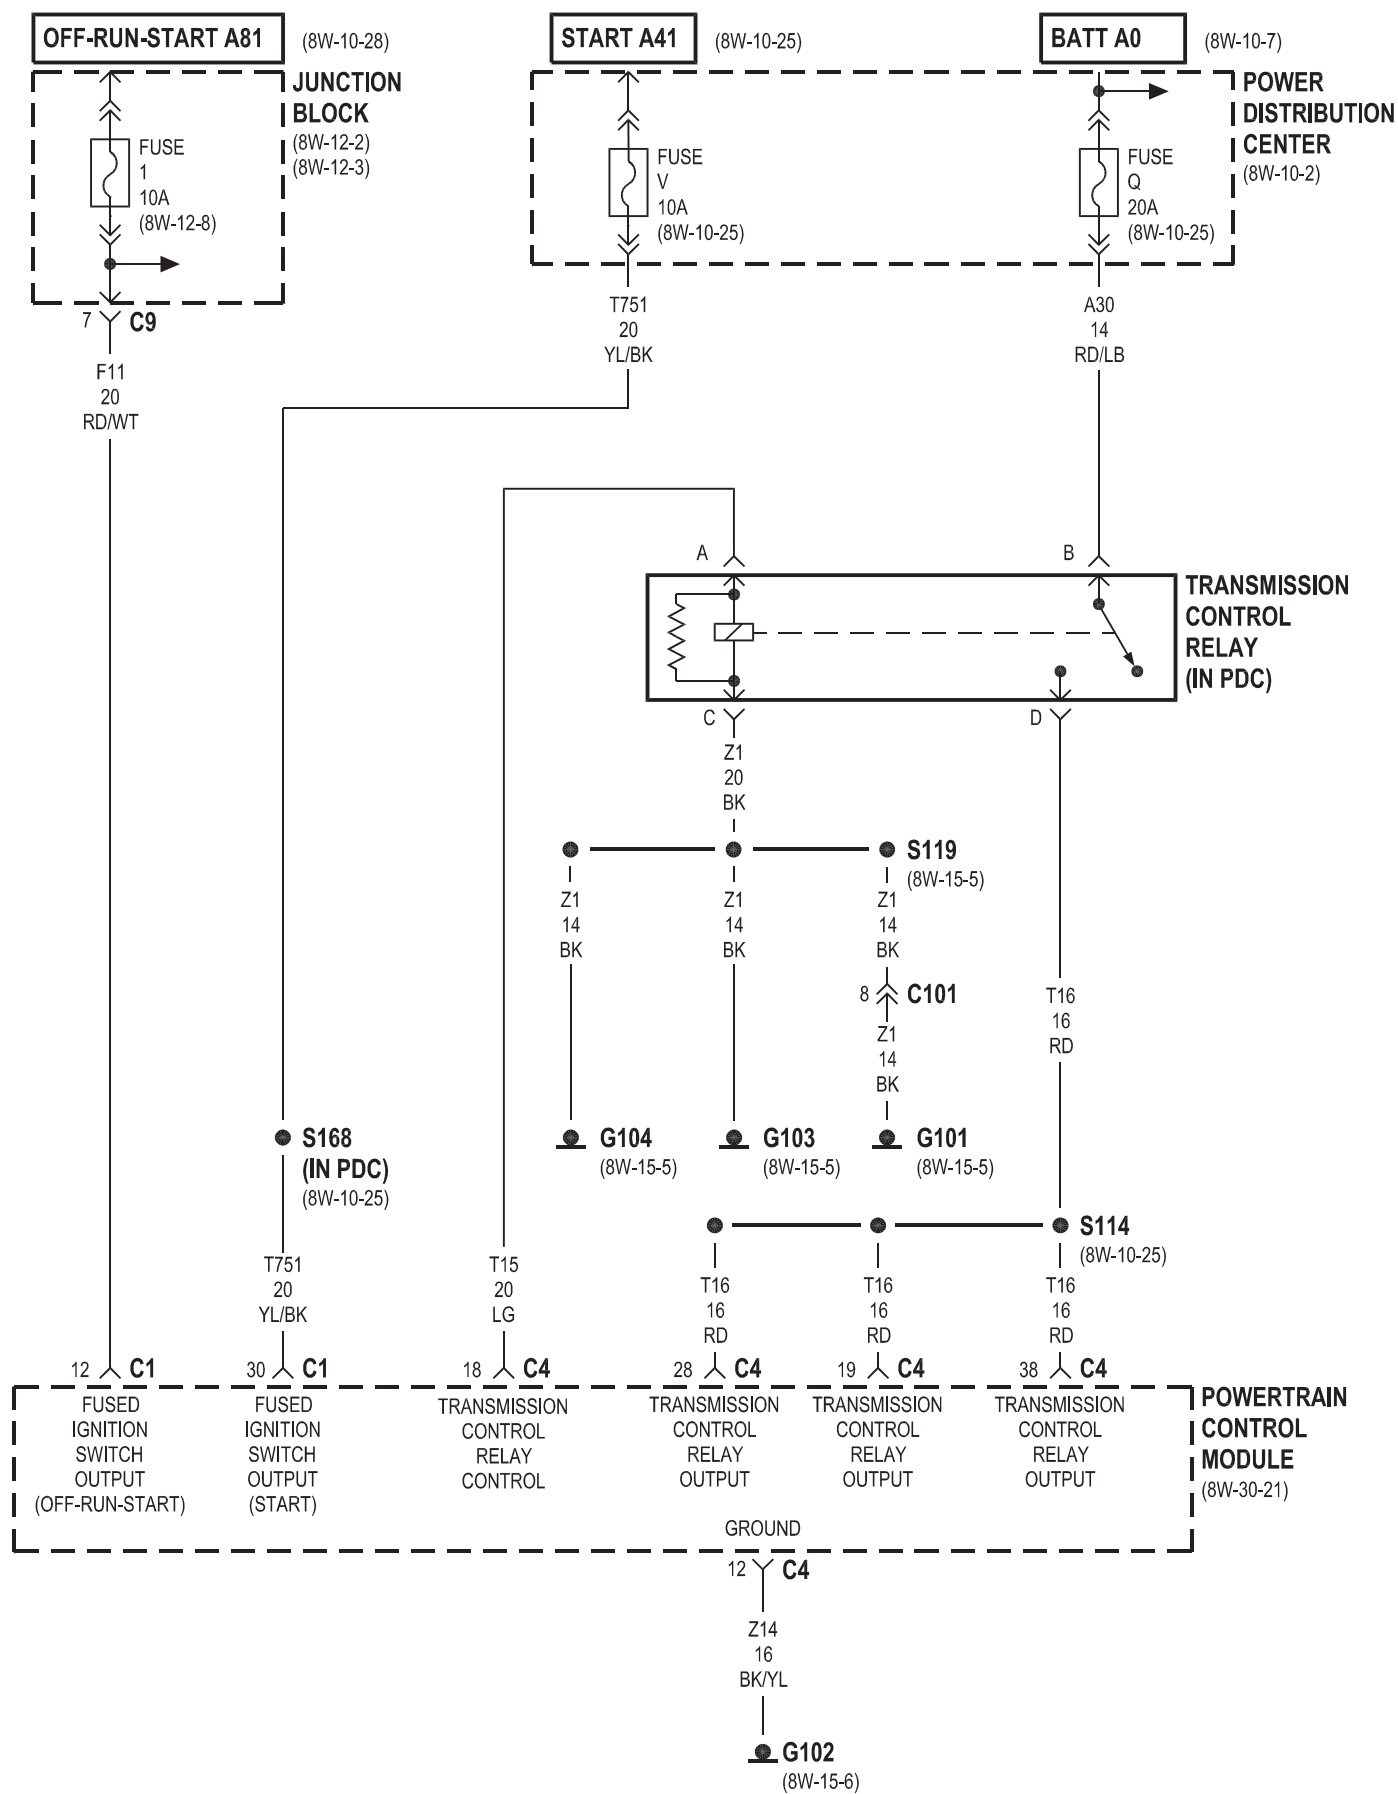 OFF-RUN-START A81
(8W-10-28)
START A41
(8W-10-25)
BATT A0
(8W-10-7)
JUNCTION
BLOCK
(8W-12-2)
(8W-12-3)
FUSE
1
10A
(8W-12-8)
FUSE
V
10A
(8W-10-25)
FUSE
Q
20A
(8W-10-25)
POWER
DISTRIBUTION
CENTER
(8W-10-2)
7
C9
F11
20
RD/WT
T751
20
YL/BK
A30
14
RD/LB
A
B
TRANSMISSION
CONTROL
RELAY
(IN PDC)
C
D
Z1
20
BK
S119
(8W-15-5)
Z1
14
BK
Z1
14
BK
Z1
14
BK
8
C101
Z1
14
BK
T16
16
RD
S168
(IN PDC)
(8W-10-25)
G104
(8W-15-5)
G103
(8W-15-5)
G101
(8W-15-5)
S114
(8W-10-25)
T751
20
YL/BK
T15
20
LG
T16
16
RD
T16
16
RD
T16
16
RD
12
C1
30
C1
18
C4
28
C4
19
C4
38
C4
FUSED
IGNITION
SWITCH
OUTPUT
(OFF-RUN-START)
FUSED
IGNITION
SWITCH
OUTPUT
(START)
TRANSMISSION
CONTROL
RELAY
CONTROL
TRANSMISSION
CONTROL
RELAY
OUTPUT
TRANSMISSION
CONTROL
RELAY
OUTPUT
TRANSMISSION
CONTROL
RELAY
OUTPUT
POWERTRAIN
CONTROL
MODULE
(8W-30-21)
GROUND
12
C4
Z14
16
BK/YL
G102
(8W-15-6)